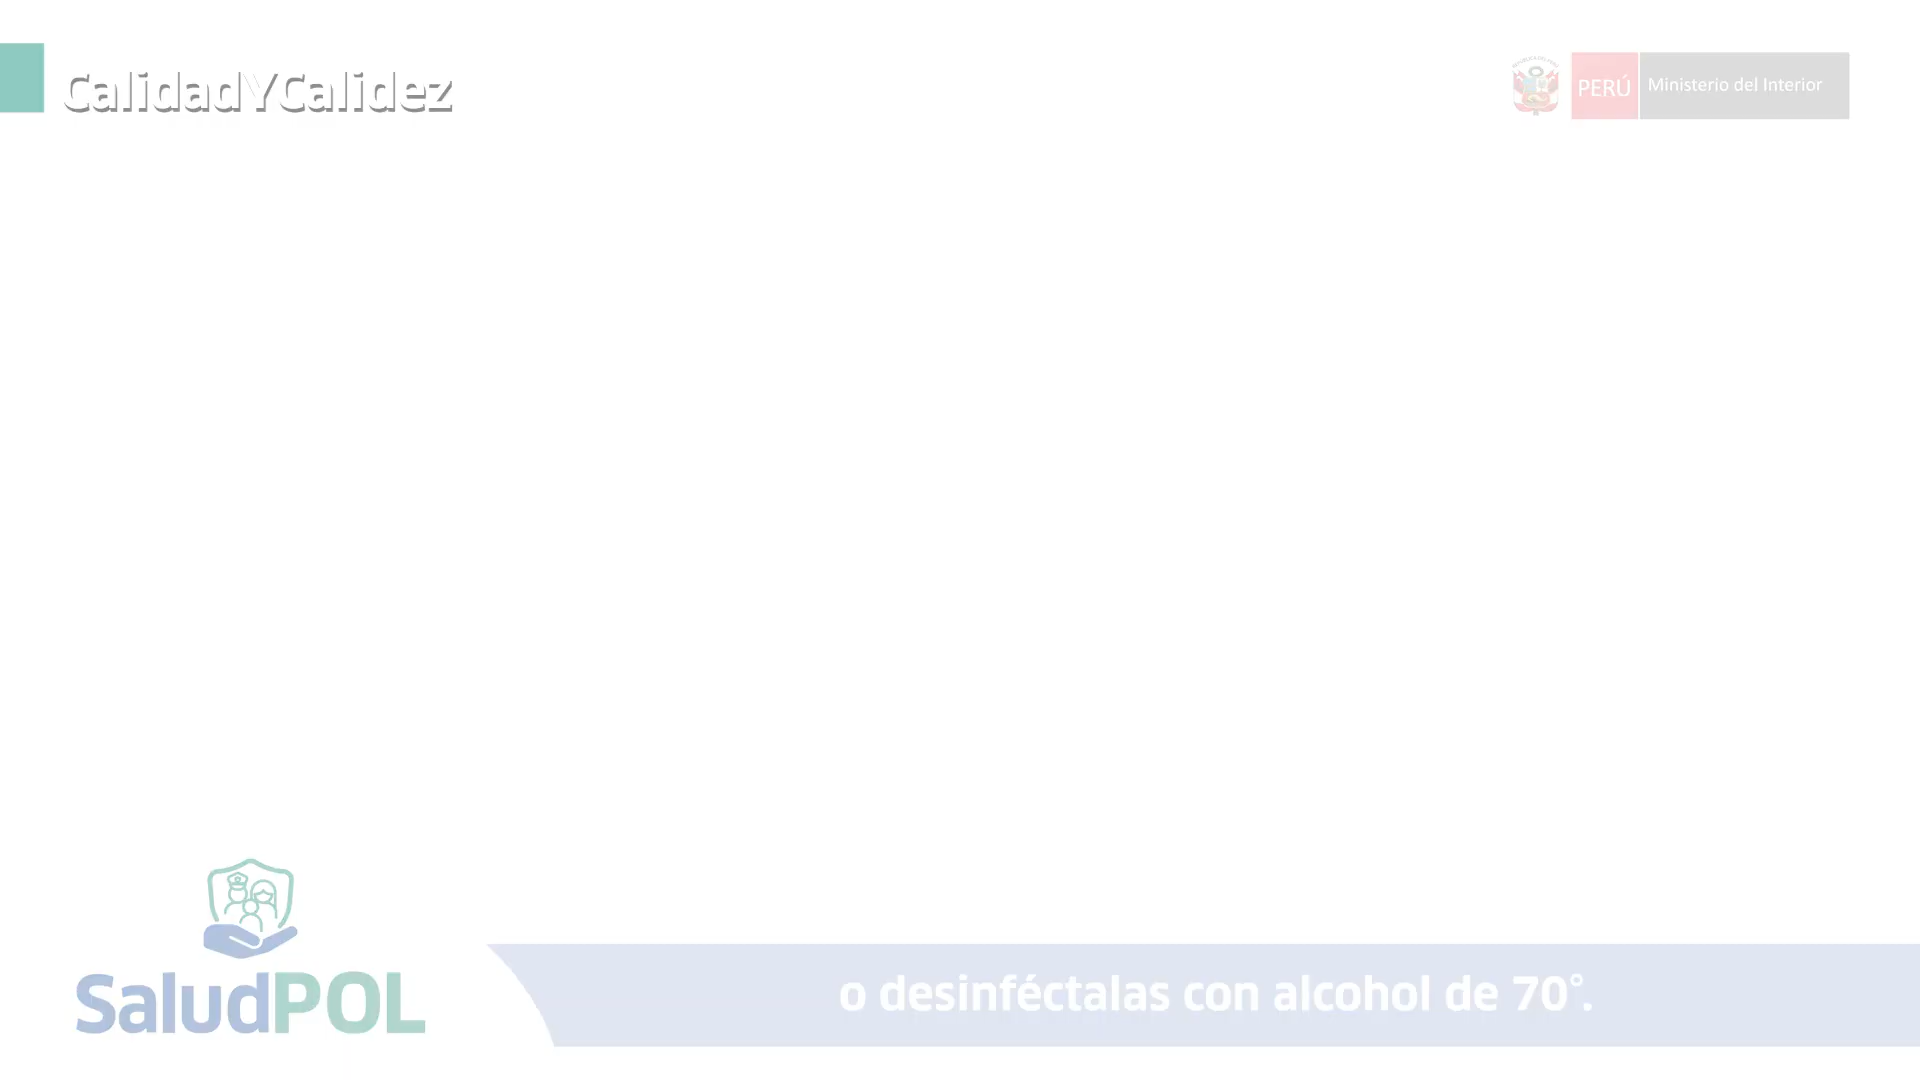 CalidadYCalidez
PERÚ
Ministerio del Interior
SaludPOL
o desinféctalas con alcohol de 70°.